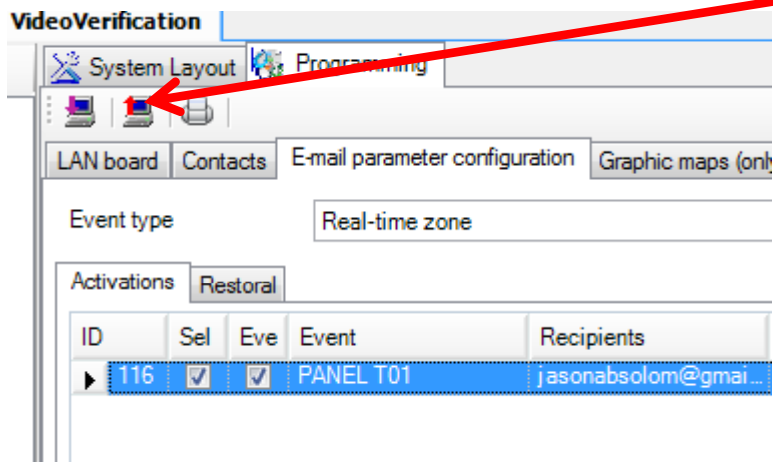 VideoVerification
System Layout Programming
LAN board Contacts E-mail parameter configuration Graphic maps (only
Event type Real-time zone
Activations Restoral
ID Sel Eve Event Recipients
116 PANEL T01 jasonabsolom@gmai...